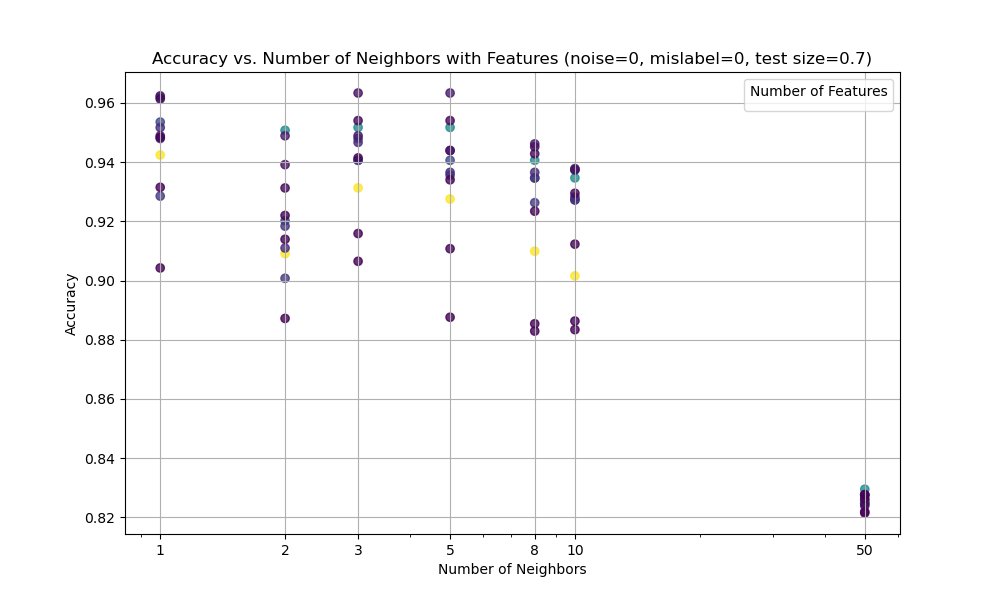 Accuracy vs. Number of Neighbors with Features (noise=0, mislabel=0, test size=0.7)
Number of Features
0.96
0.94
0.92
0.90
0.88
0.86
0.84
0.82
Accuracy
1 2 3 5 8 10 50
Number of Neighbors